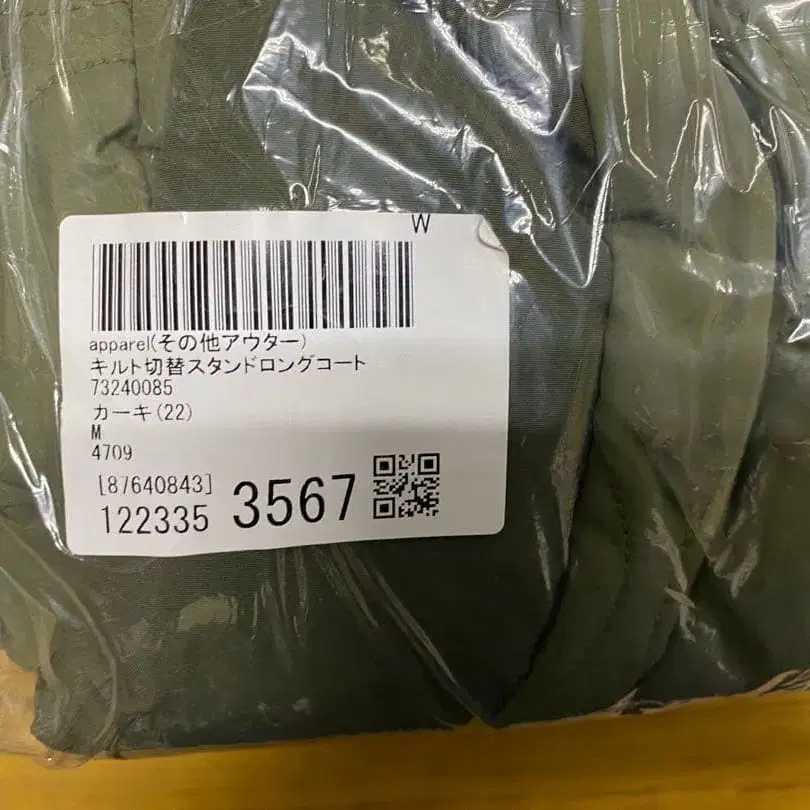 W
apparel(その他アウター)
キルト切替スタンドロングコート
73240085
カーキ(22)
M
4709
[87640843]
122335 3567